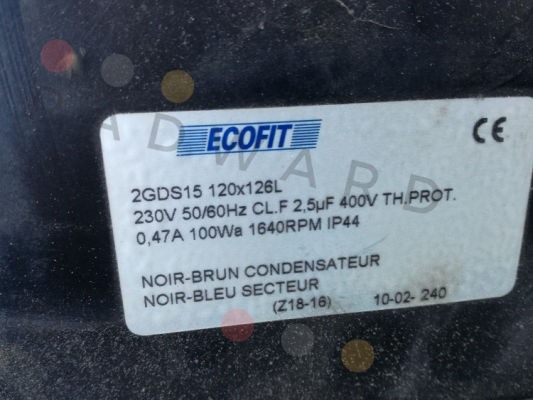 ECOFIT
CE
2GDS15 120x126L
230V 50/60Hz CL.F 2,5µF 400V TH.PROT.
0,47A 100Wa 1640RPM IP44
NOIR-BRUN CONDENSATEUR
NOIR-BLEU SECTEUR
(Z18-16) 10-02- 240
ADWARD